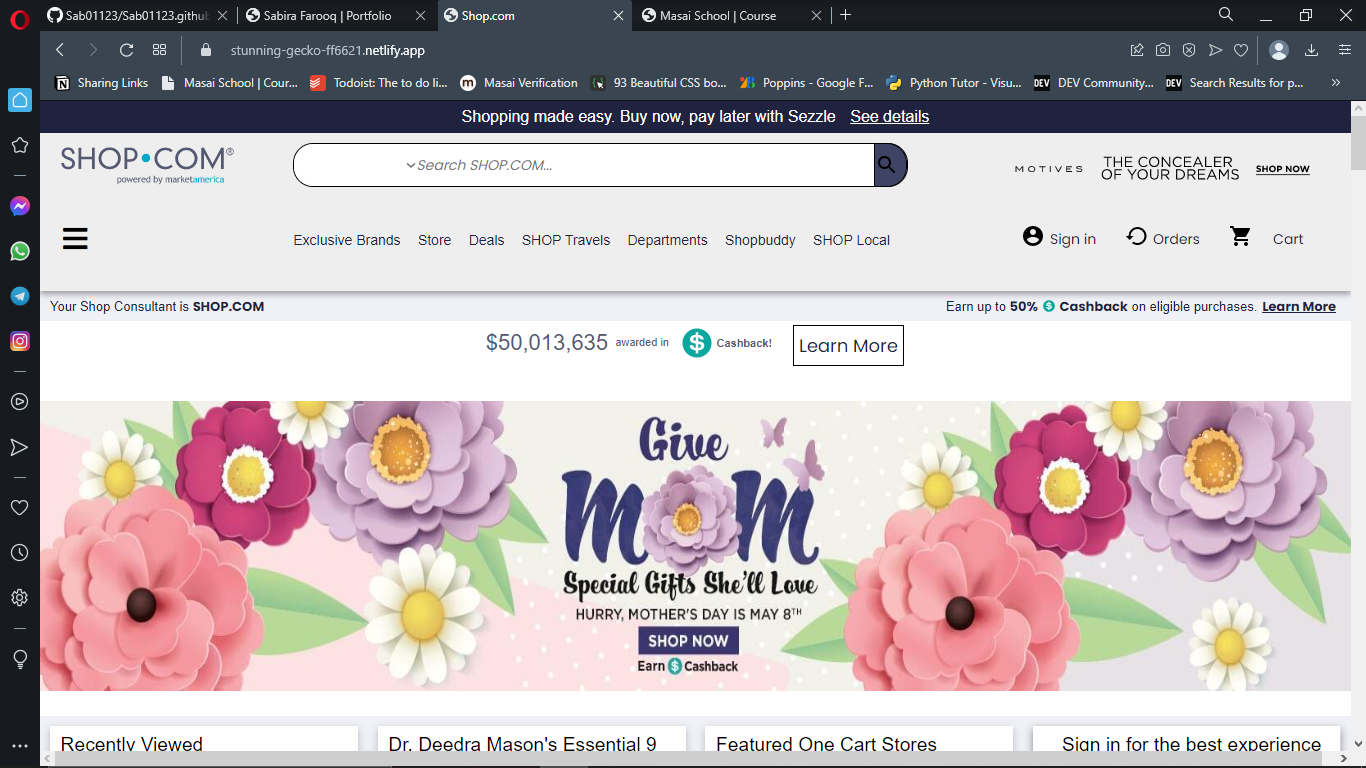 Sab01123/Sab01123.github
Sabira Farooq | Portfolio
Shop.com
Masai School | Course
stunning-gecko-ff6621.netlify.app
Sharing Links
Masai School | Cour...
Todoist: The to do li...
m
Masai Verification
93 Beautiful CSS bo...
Poppins - Google F...
Python Tutor - Visu...
DEV
DEV Community...
DEV
Search Results for p...
Shopping made easy. Buy now, pay later with Sezzle See details
SHOP•COM®
powered by marketamerica
Search SHOP.COM...
MOTIVES
THE CONCEALER
OF YOUR DREAMS
SHOP NOW
Exclusive Brands Store Deals SHOP Travels Departments Shopbuddy SHOP Local
Sign in Orders Cart
Your Shop Consultant is SHOP.COM
Earn up to 50% $ Cashback on eligible purchases. Learn More
$50,013,635 awarded in $ Cashback! Learn More
Give
MOM
Special Gifts She'll Love
HURRY, MOTHER'S DAY IS MAY 8TH
SHOP NOW
Earn $ Cashback
Recently Viewed
Dr. Deedra Mason's Essential 9
Featured One Cart Stores
Sign in for the best experience